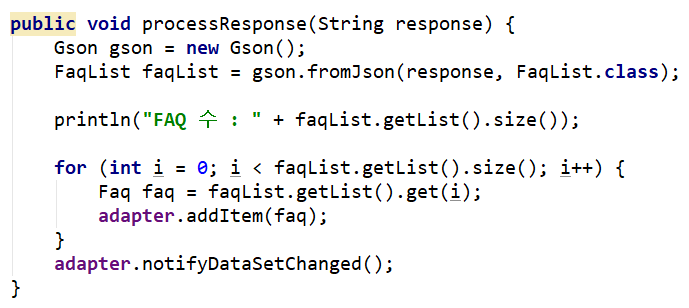 public void processResponse(String response) {
    Gson gson = new Gson();
    FaqList faqList = gson.fromJson(response, FaqList.class);

    println("FAQ 수 : " + faqList.getList().size());

    for (int i = 0; i < faqList.getList().size(); i++) {
        Faq faq = faqList.getList().get(i);
        adapter.addItem(faq);
    }
    adapter.notifyDataSetChanged();
}